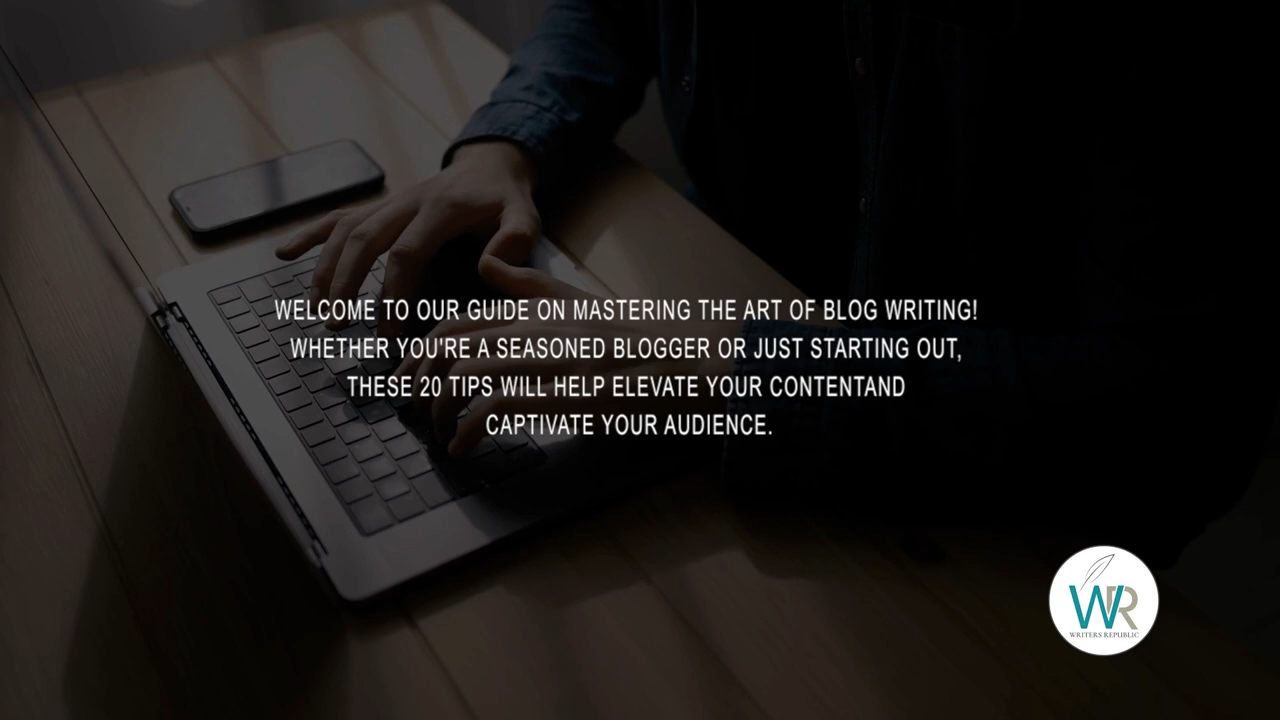 WELCOME TO OUR GUIDE ON MASTERING THE ART OF BLOG WRITING!
WHETHER YOU'RE A SEASONED BLOGGER OR JUST STARTING OUT,
THESE 20 TIPS WILL HELP ELEVATE YOUR CONTENTAND
CAPTIVATE YOUR AUDIENCE.
WR
WRITERS REPUBLIC